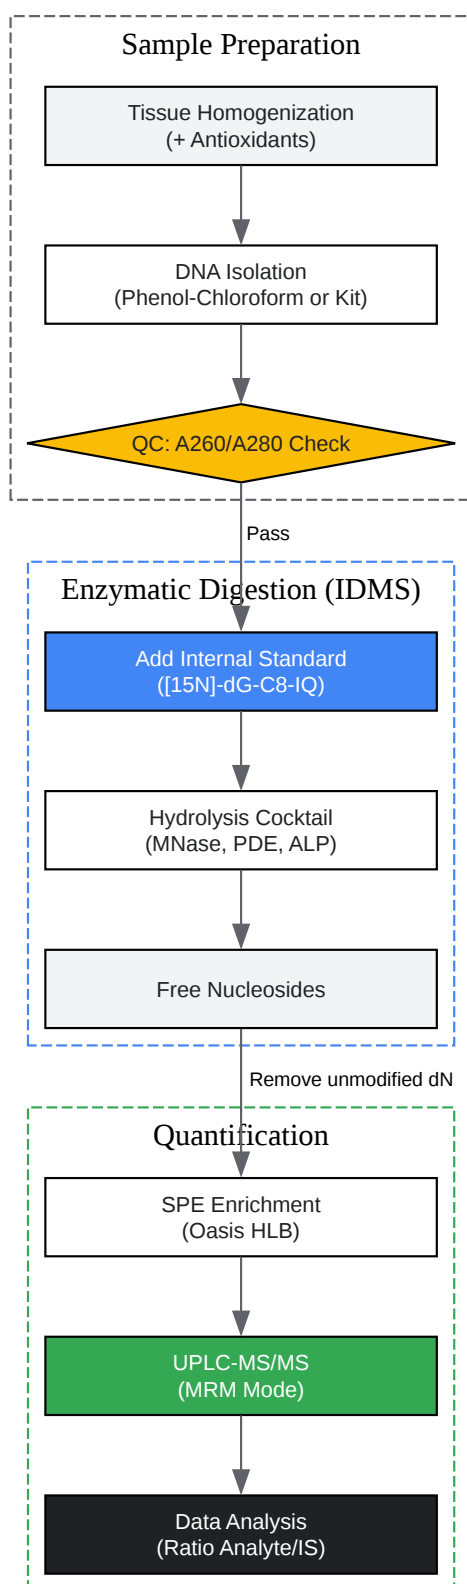 Sample Preparation
Tissue Homogenization
(+ Antioxidants)
DNA Isolation
(Phenol-Chloroform or Kit)
QC: A260/A280 Check
Pass
Enzymatic Digestion (IDMS)
Add Internal Standard
([15N]-dG-C8-IQ)
Hydrolysis Cocktail
(MNase, PDE, ALP)
Free Nucleosides
Remove unmodified dN
Quantification
SPE Enrichment
(Oasis HLB)
UPLC-MS/MS
(MRM Mode)
Data Analysis
(Ratio Analyte/IS)